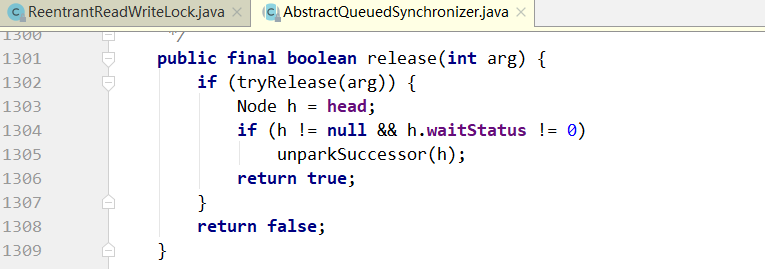 ReentrantReadWriteLock.java × AbstractQueuedSynchronizer.java ×
1300 */
1301 public final boolean release(int arg) {
1302 if (tryRelease(arg)) {
1303 Node h = head;
1304 if (h != null && h.waitStatus != 0)
1305 unparkSuccessor(h);
1306 return true;
1307 }
1308 return false;
1309 }